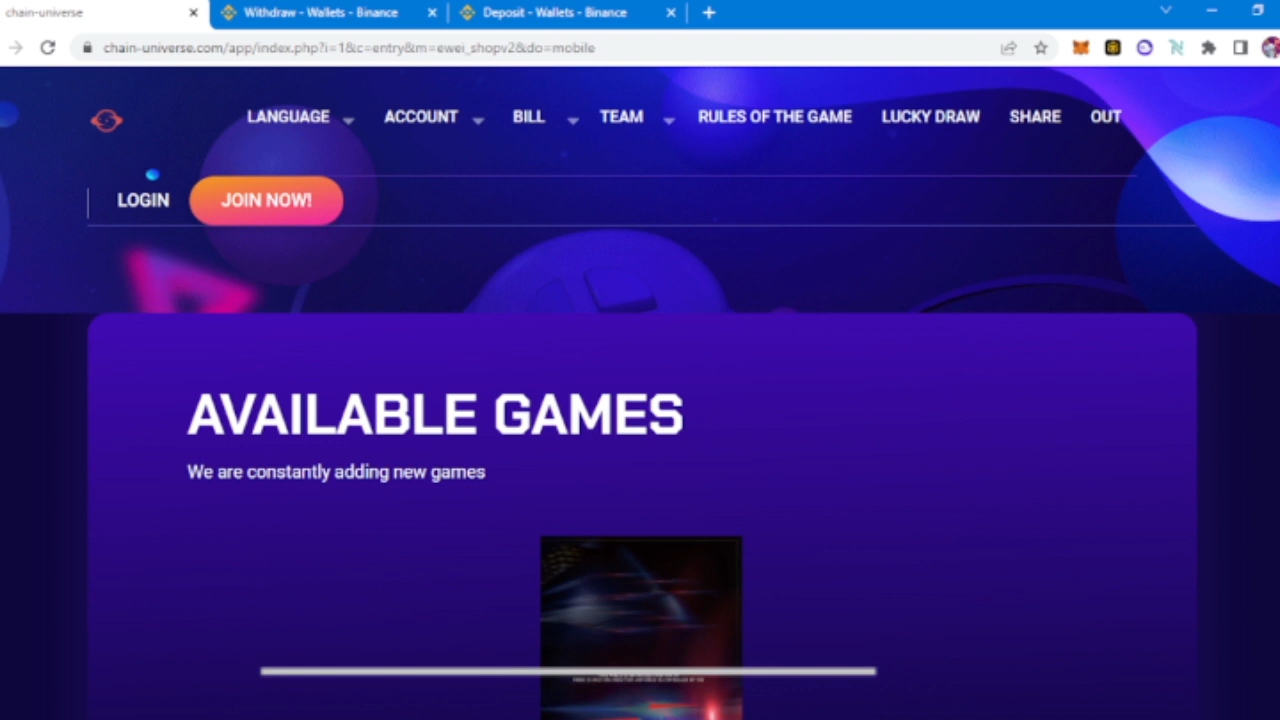 chain-universe
Withdraw - Wallets - Binance
Deposit - Wallets - Binance
chain-universe.com/app/index.php?i=1&c=entry&m=ewei_shopv2&do=mobile
LANGUAGE ACCOUNT BILL TEAM RULES OF THE GAME LUCKY DRAW SHARE OUT
LOGIN JOIN NOW!
AVAILABLE GAMES
We are constantly adding new games